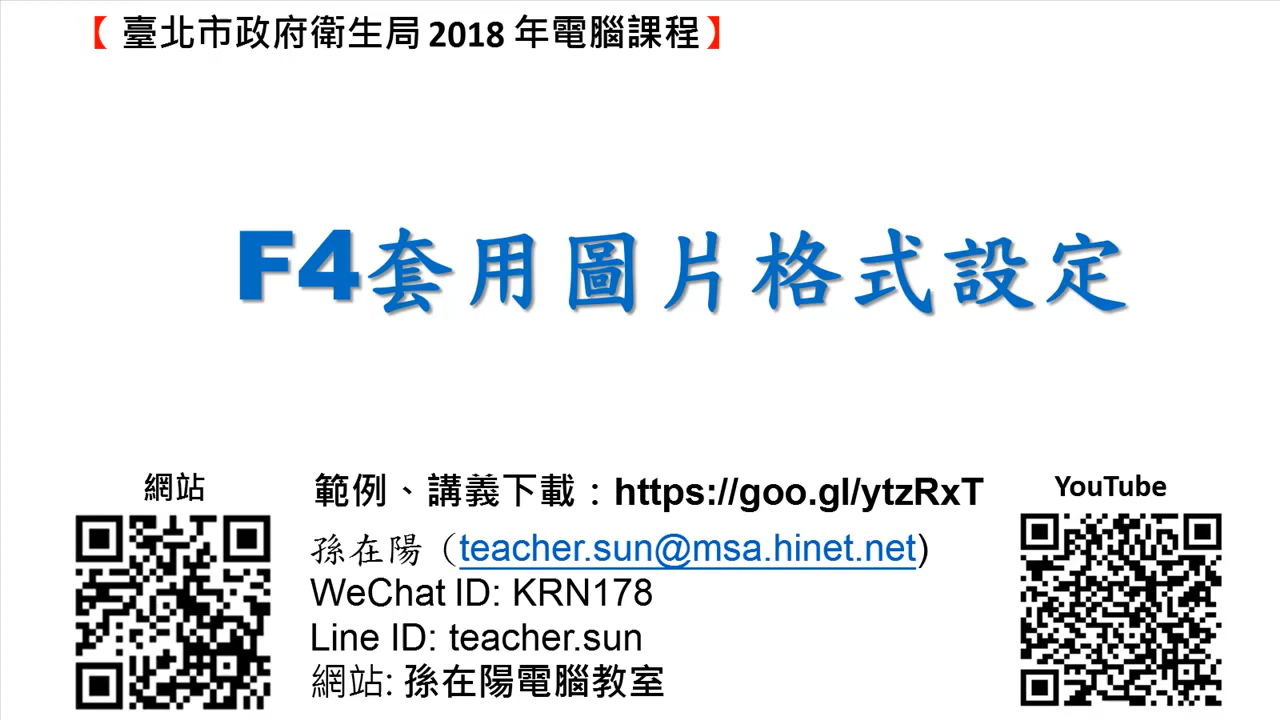 【 臺北市政府衛生局 2018 年電腦課程】
F4套用圖片格式設定
網站
範例、講義下載：https://goo.gl/ytzRxT
YouTube
孫在陽（teacher.sun@msa.hinet.net)
WeChat ID: KRN178
Line ID: teacher.sun
網站: 孫在陽電腦教室